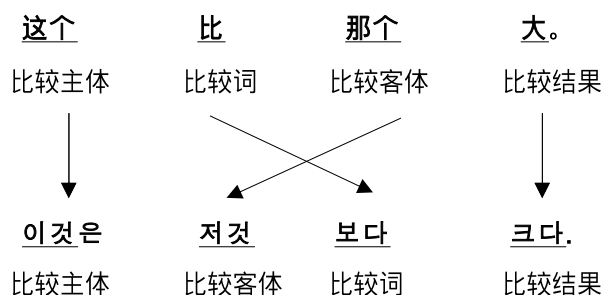 这个 比 那个 大。
比较主体 比较词 比较客体 比较结果
이것은 저것 보다 크다.
比较主体 比较客体 比较词 比较结果